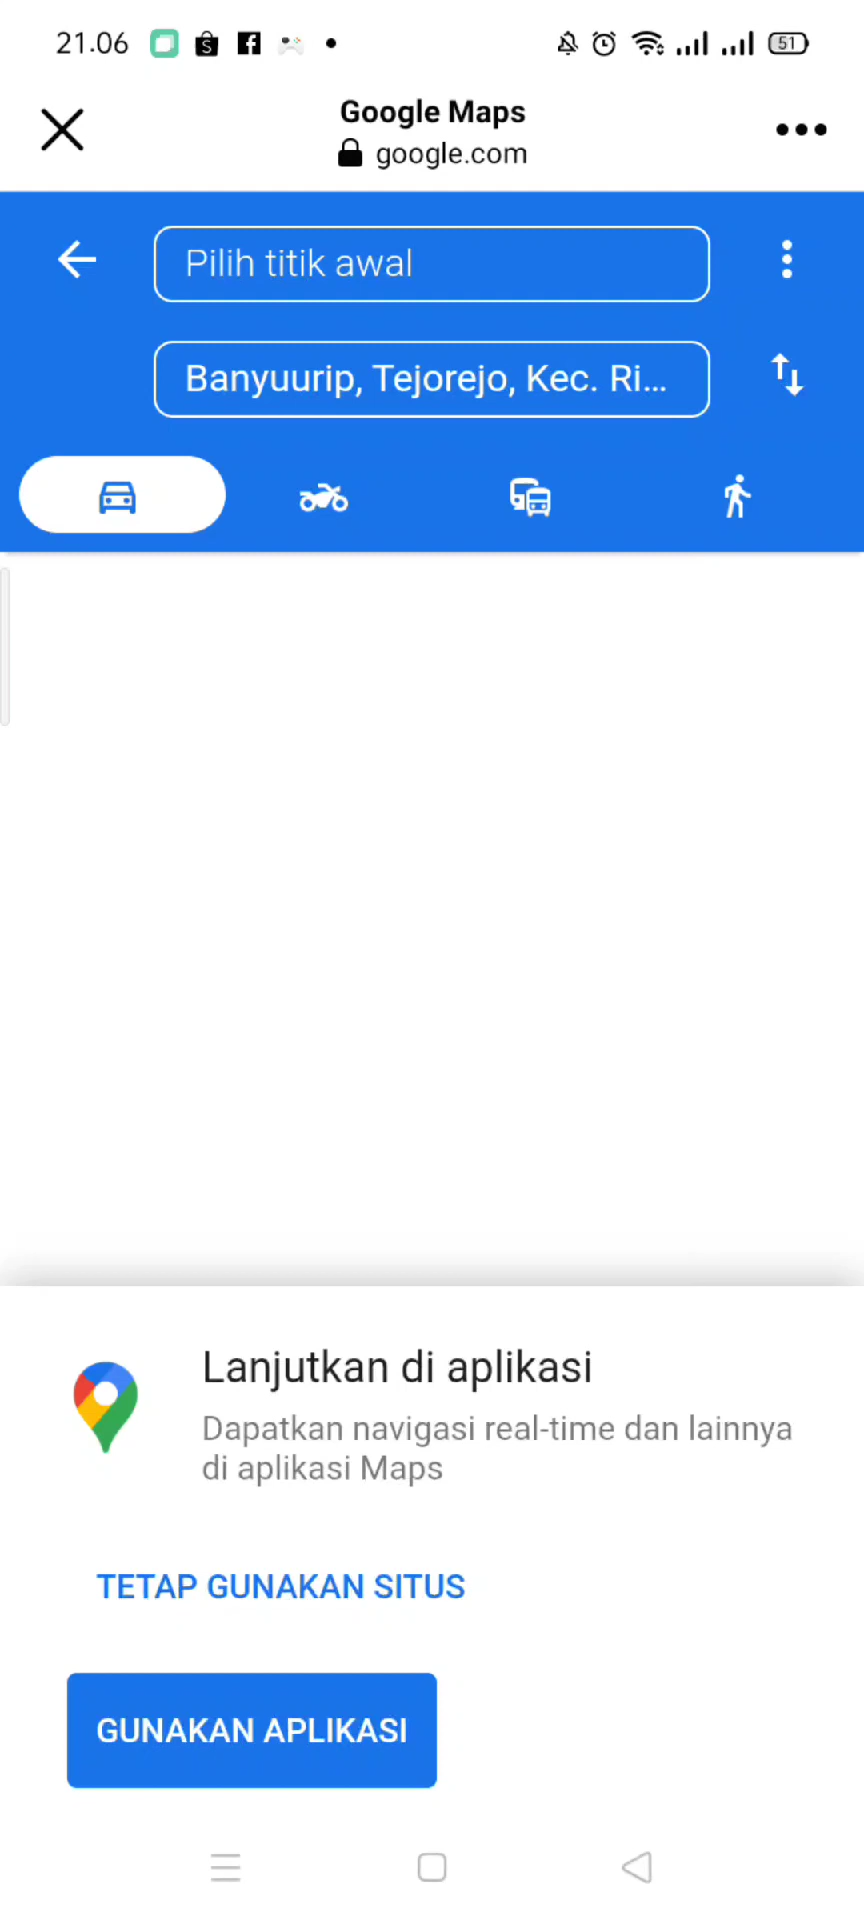 21.06
51
Google Maps
google.com
Pilih titik awal
Banyuurip, Tejorejo, Kec. Ri...
Lanjutkan di aplikasi
Dapatkan navigasi real-time dan lainnya
di aplikasi Maps
TETAP GUNAKAN SITUS
GUNAKAN APLIKASI